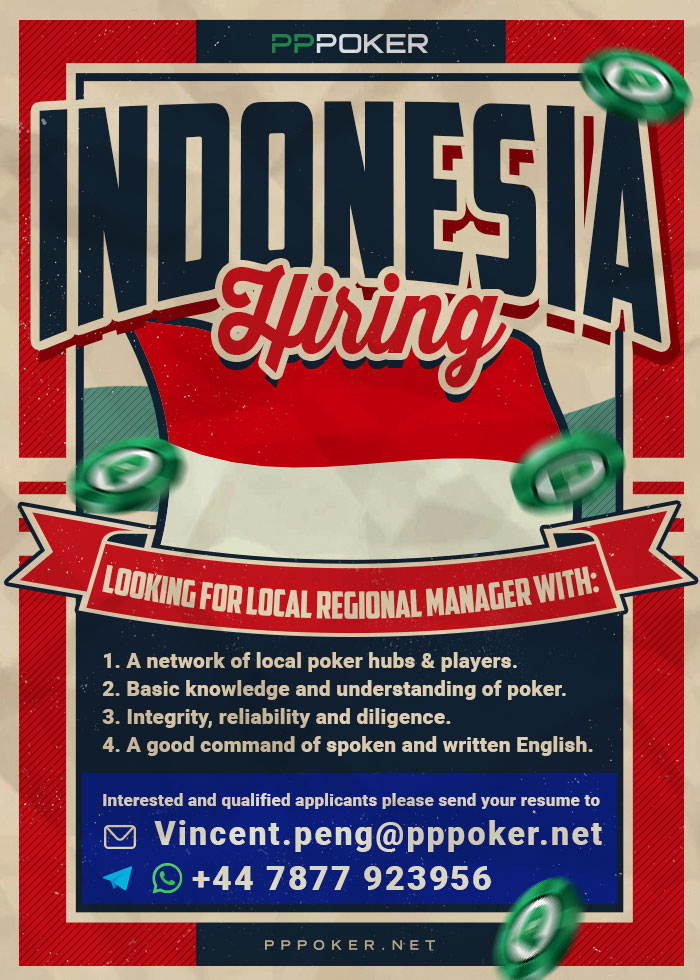 PPPOKER
INDONESIA
Hiring
LOOKING FOR LOCAL REGIONAL MANAGER WITH:
1. A network of local poker hubs & players.
2. Basic knowledge and understanding of poker.
3. Integrity, reliability and diligence.
4. A good command of spoken and written English.
Interested and qualified applicants please send your resume to
Vincent.peng@pppoker.net
+44 7877 923956
PPPOKER.NET